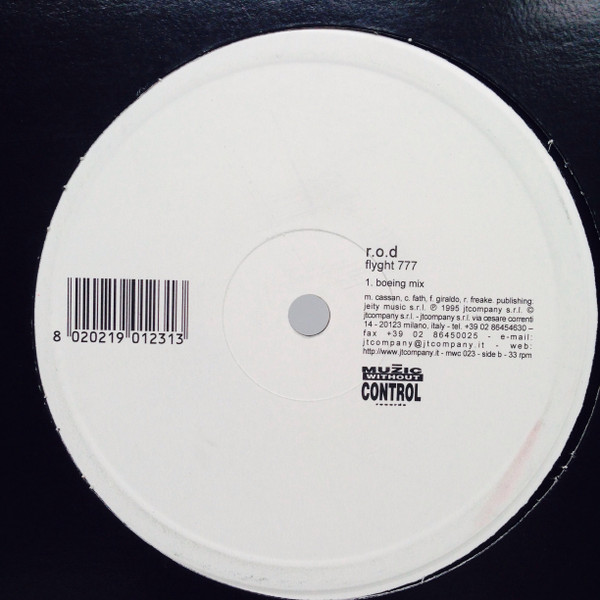 r.o.d
flyght 777
1. boeing mix
m. cassan, c. fath, f. giraldo, r. freake. publishing:
jeity music s.r.l. ℗ 1995 jtcompany s.r.l. ©
jtcompany s.r.l. - jtcompany s.r.l. via cesare correnti
14 - 20123 milano, italy - tel. +39 02 86454630 –
fax +39 02 86450025 - e-mail:
jtcompany@jtcompany.it - web:
http://www.jtcompany.it - mwc 023 - side b - 33 rpm
MUZIC
WITHOUT
CONTROL
records
8 020219 012313